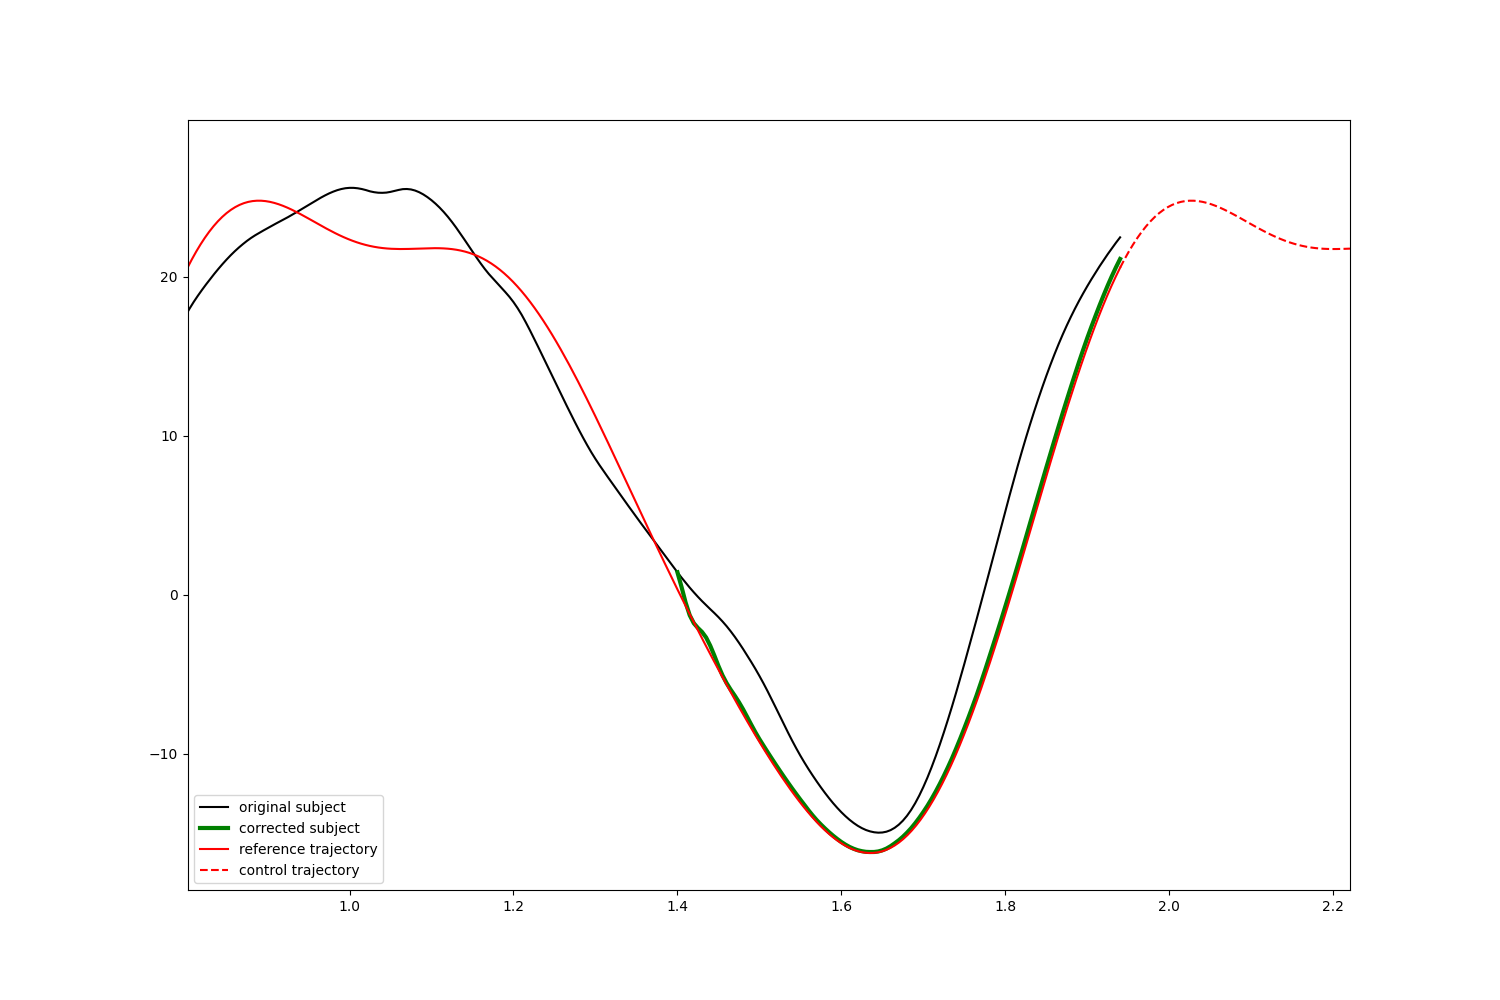 20
10
0
−10
original subject
corrected subject
reference trajectory
control trajectory
1.0 1.2 1.4 1.6 1.8 2.0 2.2